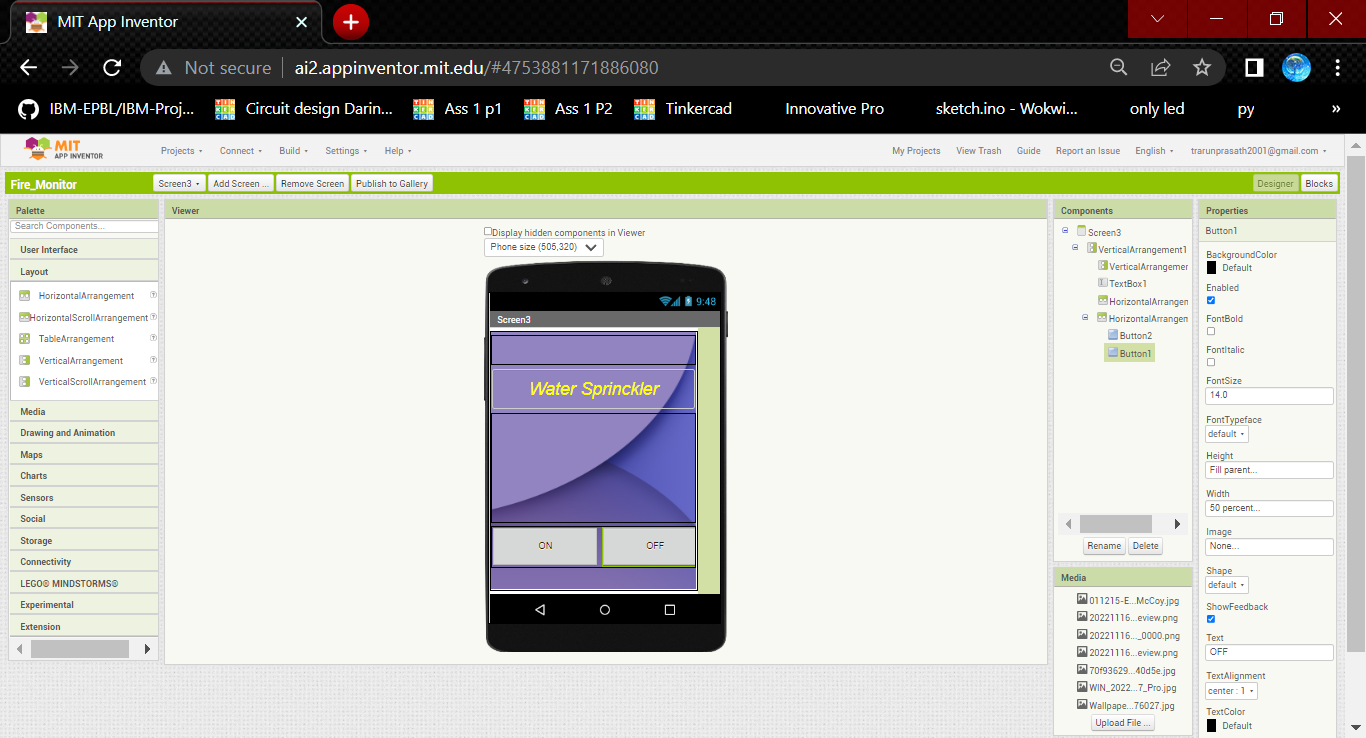 MIT App Inventor
Not secure ai2.appinventor.mit.edu/#4753881171886080
IBM-EPBL/IBM-Proj... Circuit design Darin... Ass 1 p1 Ass 1 P2 Tinkercad Innovative Pro sketch.ino - Wokwi... only led py »
MIT APP INVENTOR Projects Connect Build Settings Help My Projects View Trash Guide Report an Issue English trarunprasath2001@gmail.com
Fire_Monitor Screen3 Add Screen ... Remove Screen Publish to Gallery Designer Blocks
Palette
Search Components...
User Interface
Layout
HorizontalArrangement
HorizontalScrollArrangement
TableArrangement
VerticalArrangement
VerticalScrollArrangement
Media
Drawing and Animation
Maps
Charts
Sensors
Social
Storage
Connectivity
LEGO® MINDSTORMS®
Experimental
Extension
Viewer
Display hidden components in Viewer
Phone size (505,320)
9:48
Screen3
Water Sprinckler
ON OFF
Components
Screen3
VerticalArrangement1
VerticalArrangemer
TextBox1
HorizontalArrangen
HorizontalArrangem
Button2
Button1
Rename Delete
Media
011215-E...McCoy.jpg
20221116...eview.png
20221116..._0000.png
20221116...eview.png
70f93629...40d5e.jpg
WIN_2022...7_Pro.jpg
Wallpape...76027.jpg
Upload File ...
Properties
Button1
BackgroundColor
Default
Enabled
FontBold
FontItalic
FontSize
14.0
FontTypeface
default
Height
Fill parent...
Width
50 percent...
Image
None...
Shape
default
ShowFeedback
Text
OFF
TextAlignment
center : 1
TextColor
Default